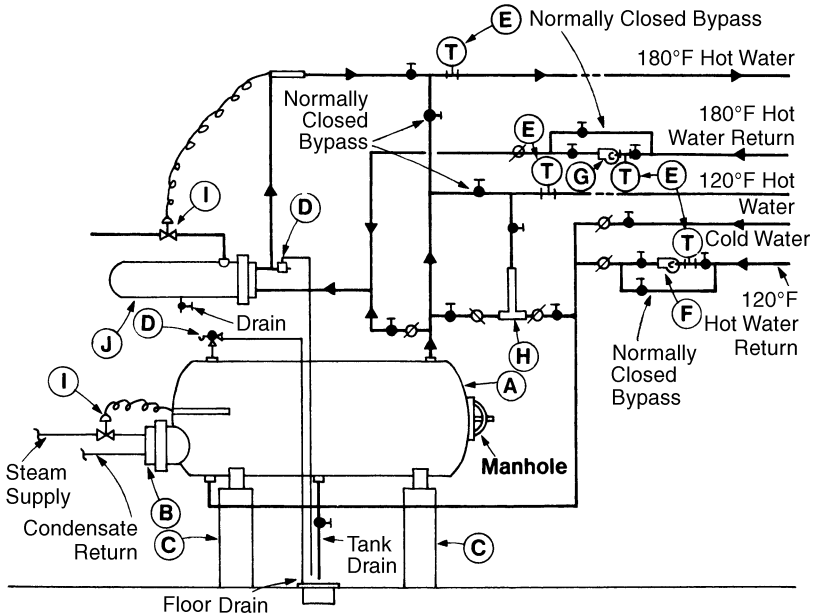 E Normally Closed Bypass
T
180°F Hot Water
Normally
Closed
Bypass
180°F Hot
Water Return
E
T
G
T
E
120°F Hot
Water
I
D
T
Cold Water
J
Drain
D
F
120°F
Hot Water
Return
H
Normally
Closed
Bypass
I
A
Manhole
Steam
Supply
B
Condensate
Return
C
Tank
Drain
C
Floor Drain